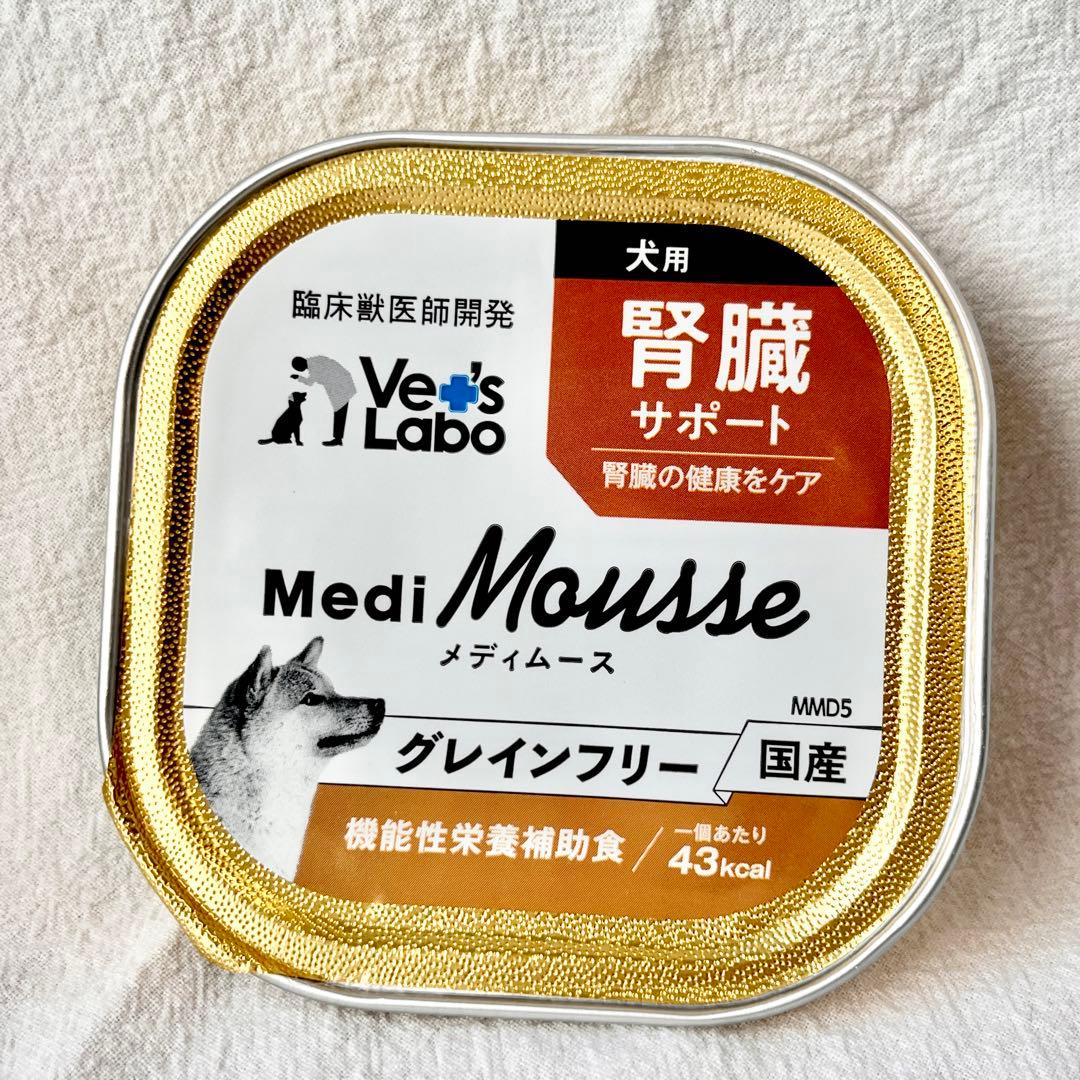 犬用
腎臓
サポート
腎臓の健康をケア
臨床獣医師開発
Vet's
Labo
Medi Mousse
メディムース
MMD5
グレインフリー
国産
機能性栄養補助食
一個あたり
43kcal